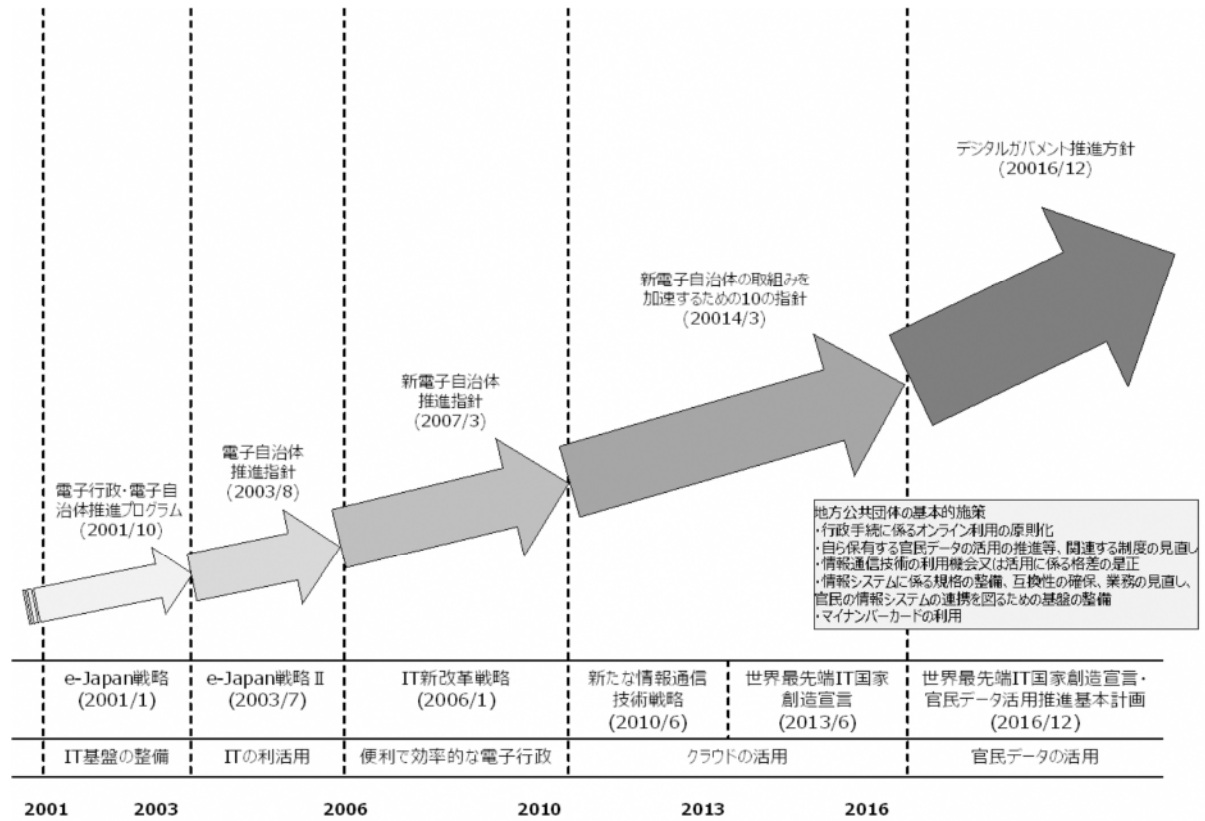 デジタルガバメント推進方針
(20016/12)
新電子自治体の取組みを
加速するための10の指針
(20014/3)
新電子自治体
推進指針
(2007/3)
電子自治体
推進指針
(2003/8)
電子行政・電子自
治体推進プログラム
(2001/10)
地方公共団体の基本的施策
・行政手続に係るオンライン利用の原則化
・自ら保有する官民データの活用の推進等、関連する制度の見直し
・情報通信技術の利用機会又は活用に係る格差の是正
・情報システムに係る規格の整備、互換性の確保、業務の見直し、
官民の情報システムの連携を図るための基盤の整備
・マイナンバーカードの利用
e-Japan戦略
(2001/1)
e-Japan戦略Ⅱ
(2003/7)
IT新改革戦略
(2006/1)
新たな情報通信
技術戦略
(2010/6)
世界最先端IT国家
創造宣言
(2013/6)
世界最先端IT国家創造宣言・
官民データ活用推進基本計画
(2016/12)
IT基盤の整備
ITの利活用
便利で効率的な電子行政
クラウドの活用
官民データの活用
2001
2003
2006
2010
2013
2016